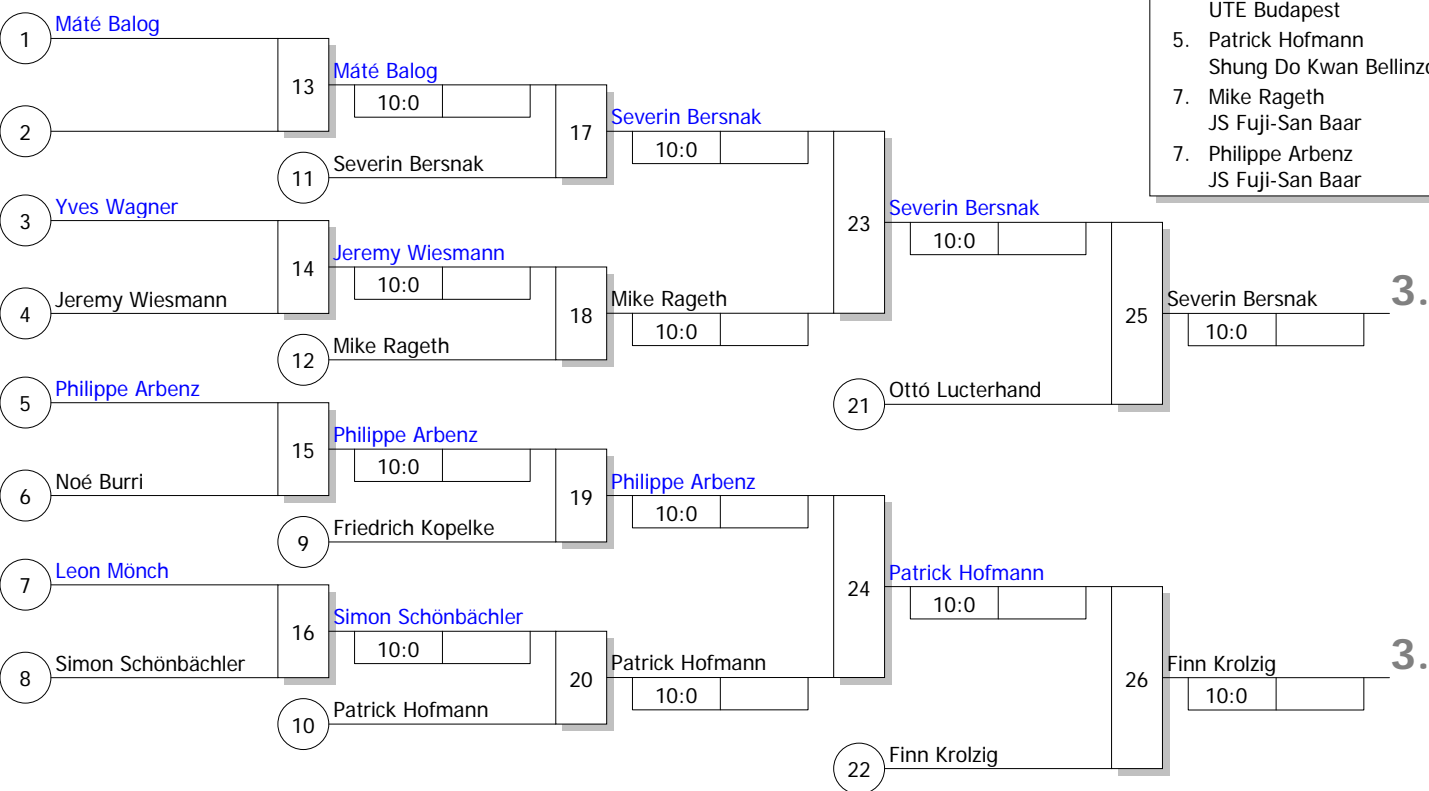 UTE Budapest
5. Patrick Hofmann
Shung Do Kwan
7. Mike Rageth
JS Fuji-San Baar
7. Philippe Arbenz
JS Fuji-San Baar
1 Máté Balog
2
13 Máté Balog
10:0
11 Severin Bersnak
17 Severin Bersnak
10:0
3 Yves Wagner
4 Jeremy Wiesmann
14 Jeremy Wiesmann
10:0
12 Mike Rageth
18 Mike Rageth
10:0
23 Severin Bersnak
10:0
21 Ottó Lucterhand
25 Severin Bersnak 3.
10:0
5 Philippe Arbenz
6 Noé Burri
15 Philippe Arbenz
10:0
9 Friedrich Kopelke
19 Philippe Arbenz
10:0
7 Leon Mönch
8 Simon Schönbächler
16 Simon Schönbächler
10:0
10 Patrick Hofmann
20 Patrick Hofmann
10:0
24 Patrick Hofmann
10:0
22 Finn Krolzig
26 Finn Krolzig 3.
10:0